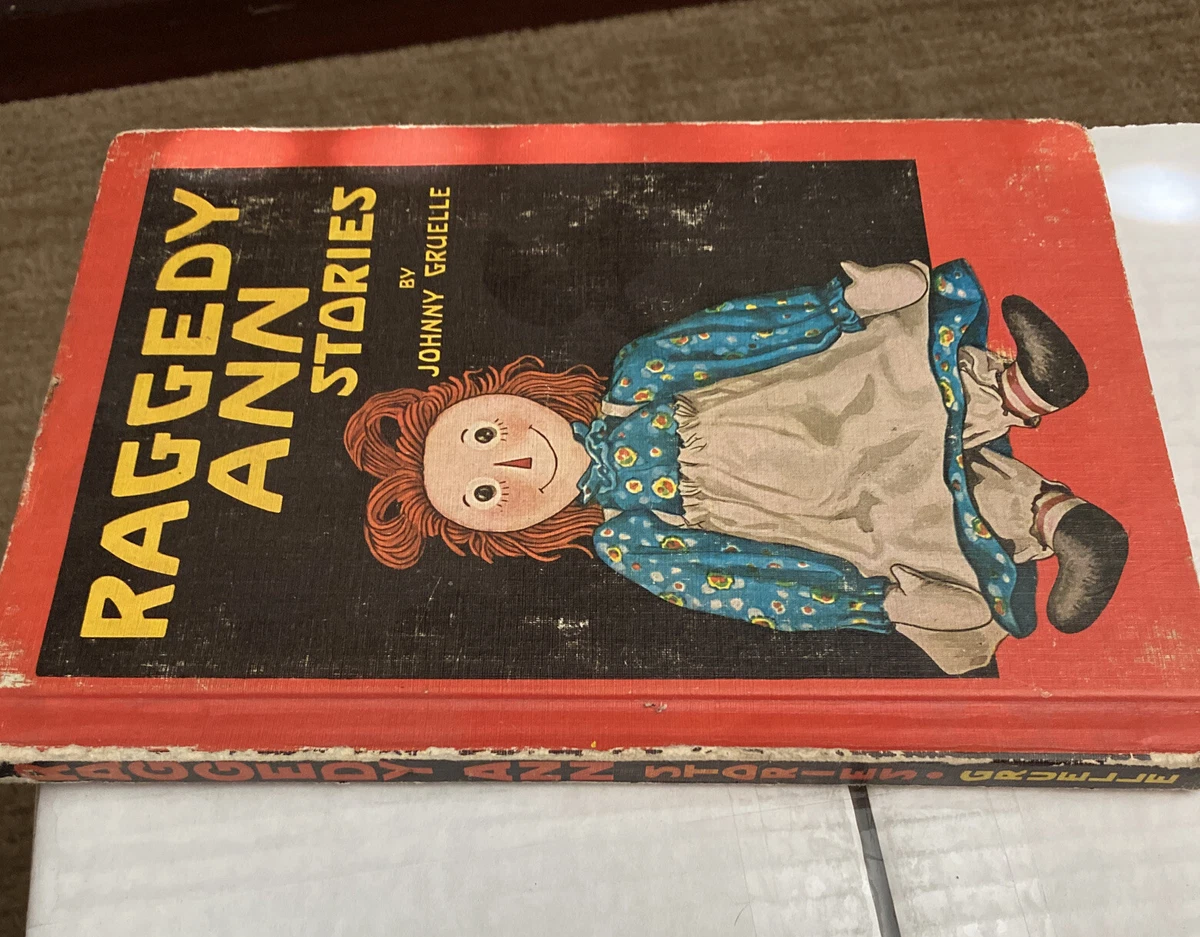 RAGGEDY
ANN
STORIES
BY
JOHNNY GRUELLE
RAGGEDY ANN STORIES. GRUELLE